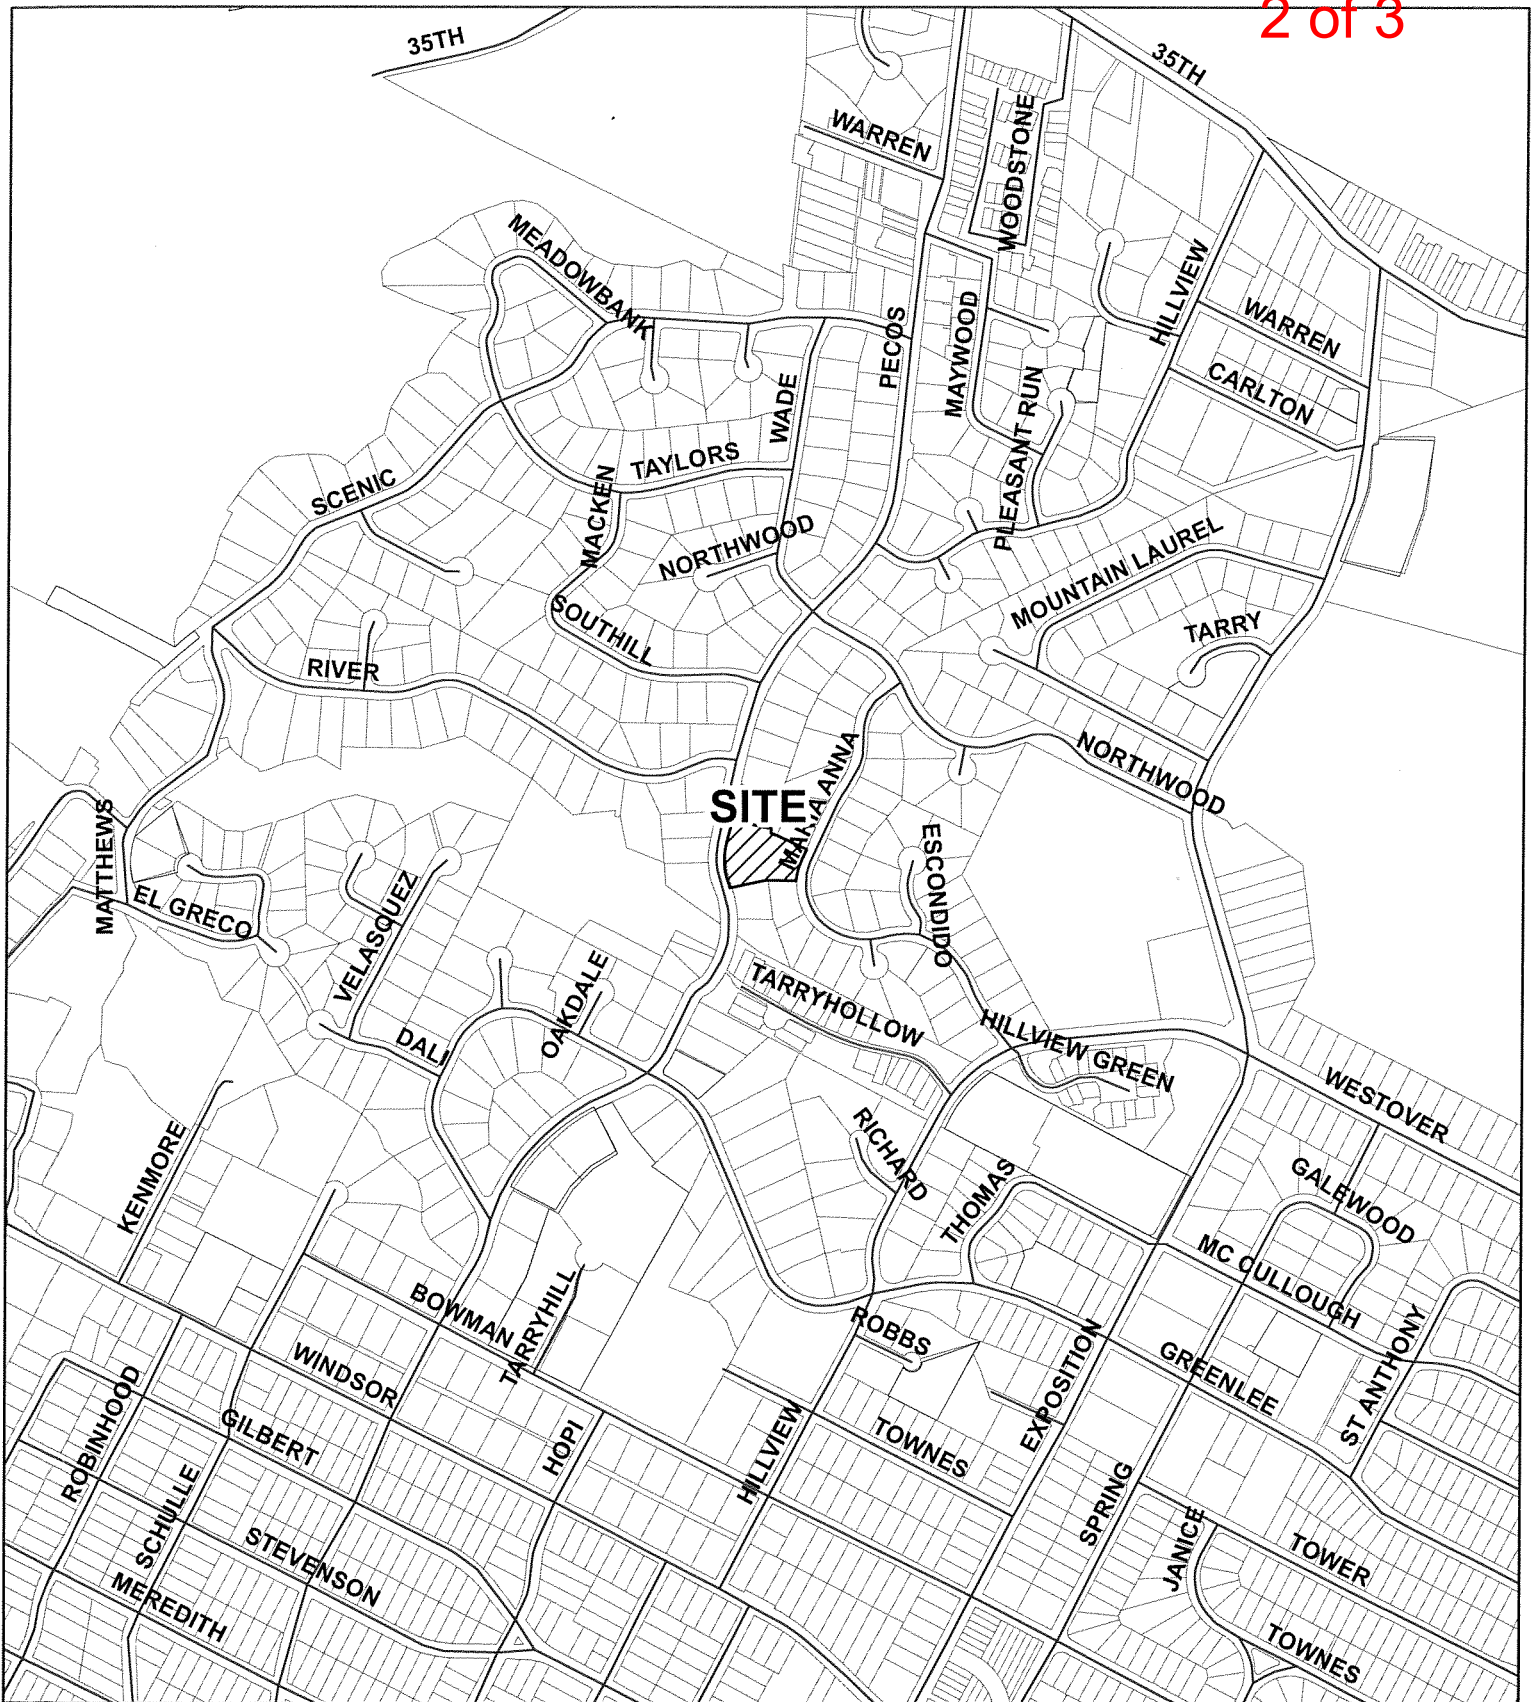 2 of 3
35TH
35TH
WARREN
WOODSTONE
MEADOWBANK
HILLVIEW
WARREN
PECOS
MAYWOOD
CARLTON
WADE
PLEASANT RUN
TAYLORS
SCENIC
MACKEN
NORTHWOOD
MOUNTAIN LAUREL
SOUTHILL
TARRY
RIVER
NORTHWOOD
SITE
MARIA ANNA
MATTHEWS
ESCONDIDO
EL GRECO
VELASQUEZ
OAKDALE
TARRYHOLLOW
DALI
HILLVIEW GREEN
WESTOVER
RICHARD
KENMORE
THOMAS
GALEWOOD
MC CULLOUGH
BOWMAN
TARRYHILL
ROBBS
WINDSOR
EXPOSITION
GREENLEE
ST ANTHONY
ROBINHOOD
GILBERT
HOPI
HILLVIEW
TOWNES
SCHULLE
SPRING
STEVENSON
JANICE
TOWER
MEREDITH
TOWNES